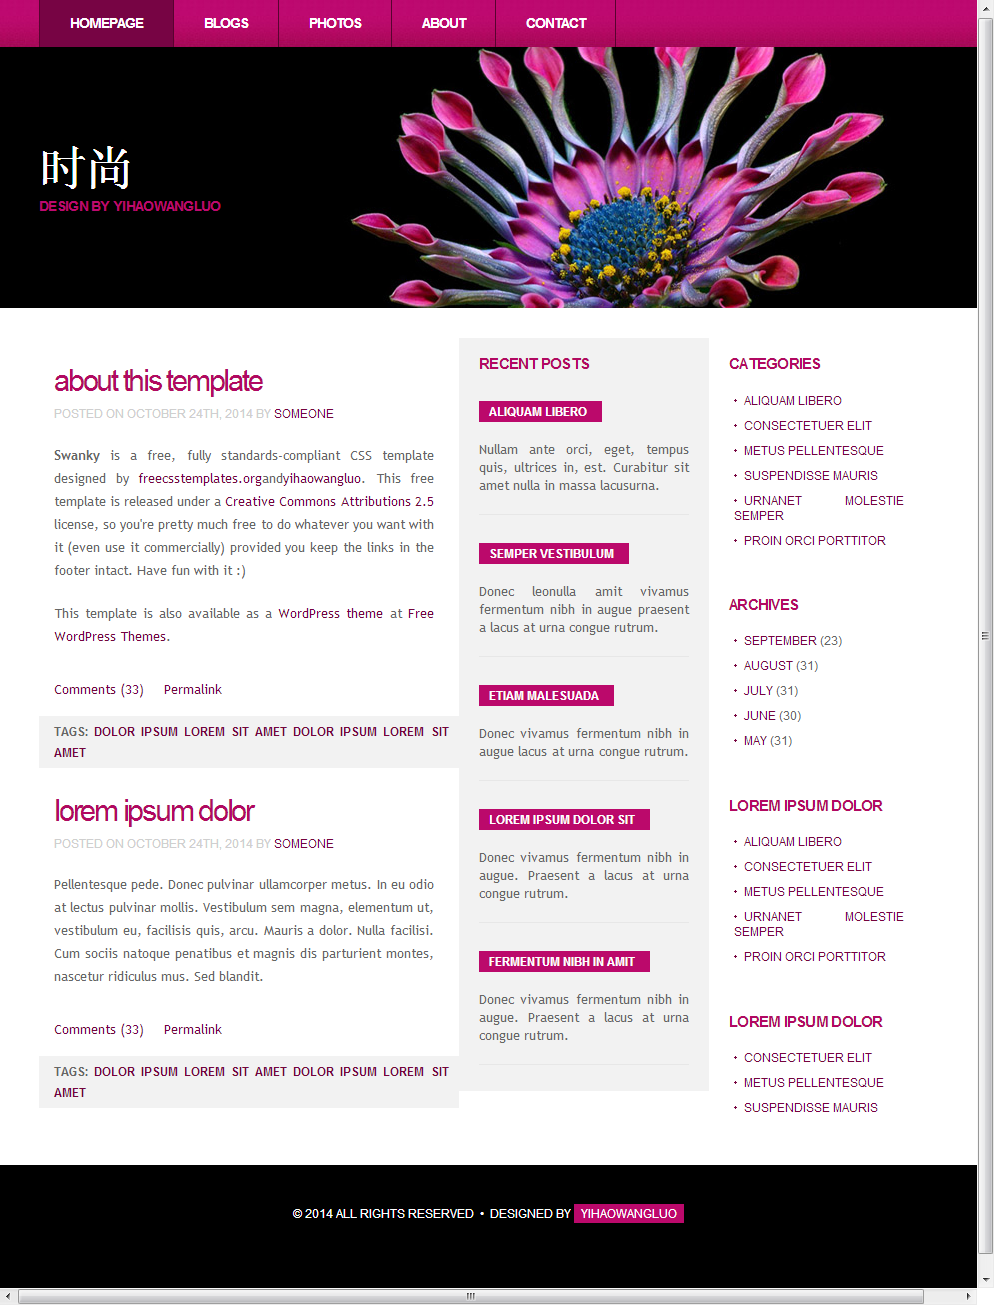 HOMEPAGE BLOGS PHOTOS ABOUT CONTACT
时尚
DESIGN BY YIHAOWANGLUO
about this template
POSTED ON OCTOBER 24TH, 2014 BY SOMEONE
Swanky is a free, fully standards-compliant CSS template
designed by freecsstemplates.organdyihaowangluo. This free
template is released under a Creative Commons Attributions 2.5
license, so you're pretty much free to do whatever you want with
it (even use it commercially) provided you keep the links in the
footer intact. Have fun with it :)
This template is also available as a WordPress theme at Free
WordPress Themes.
Comments (33) Permalink
TAGS: DOLOR IPSUM LOREM SIT AMET DOLOR IPSUM LOREM SIT
AMET
lorem ipsum dolor
POSTED ON OCTOBER 24TH, 2014 BY SOMEONE
Pellentesque pede. Donec pulvinar ullamcorper metus. In eu odio
at lectus pulvinar mollis. Vestibulum sem magna, elementum ut,
vestibulum eu, facilisis quis, arcu. Mauris a dolor. Nulla facilisi.
Cum sociis natoque penatibus et magnis dis parturient montes,
nascetur ridiculus mus. Sed blandit.
Comments (33) Permalink
TAGS: DOLOR IPSUM LOREM SIT AMET DOLOR IPSUM LOREM SIT
AMET
RECENT POSTS
ALIQUAM LIBERO
Nullam ante orci, eget, tempus
quis, ultrices in, est. Curabitur sit
amet nulla in massa lacusurna.
SEMPER VESTIBULUM
Donec leonulla amit vivamus
fermentum nibh in augue praesent
a lacus at urna congue rutrum.
ETIAM MALESUADA
Donec vivamus fermentum nibh in
augue lacus at urna congue rutrum.
LOREM IPSUM DOLOR SIT
Donec vivamus fermentum nibh in
augue. Praesent a lacus at urna
congue rutrum.
FERMENTUM NIBH IN AMIT
Donec vivamus fermentum nibh in
augue. Praesent a lacus at urna
congue rutrum.
CATEGORIES
ALIQUAM LIBERO
CONSECTETUER ELIT
METUS PELLENTESQUE
SUSPENDISSE MAURIS
URNANET MOLESTIE
SEMPER
PROIN ORCI PORTTITOR
ARCHIVES
SEPTEMBER (23)
AUGUST (31)
JULY (31)
JUNE (30)
MAY (31)
LOREM IPSUM DOLOR
ALIQUAM LIBERO
CONSECTETUER ELIT
METUS PELLENTESQUE
URNANET MOLESTIE
SEMPER
PROIN ORCI PORTTITOR
LOREM IPSUM DOLOR
CONSECTETUER ELIT
METUS PELLENTESQUE
SUSPENDISSE MAURIS
© 2014 ALL RIGHTS RESERVED • DESIGNED BY YIHAOWANGLUO